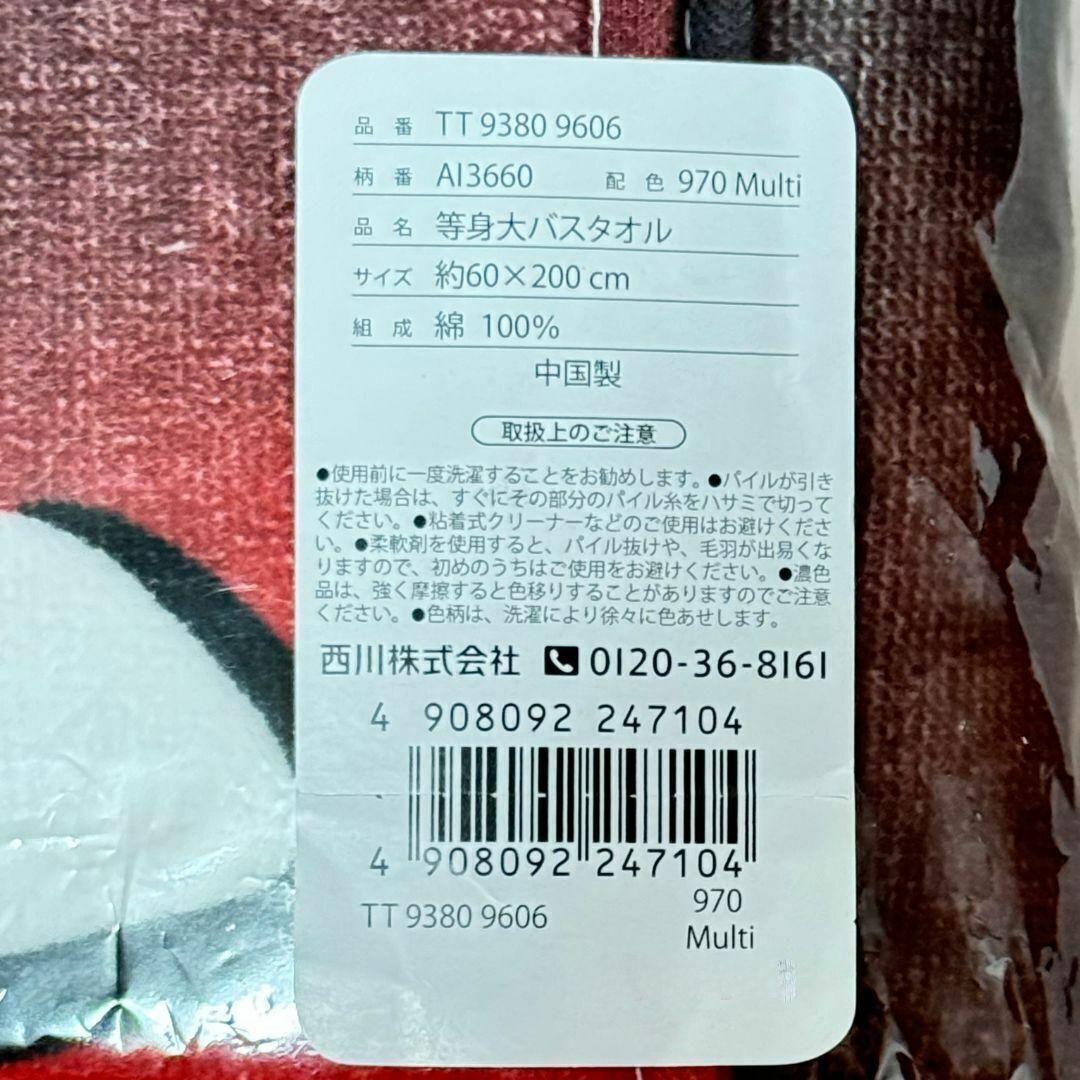 品番 TT 9380 9606
柄番 AI3660 配色 970 Multi
品名 等身大バスタオル
サイズ 約60×200 cm
組成 綿 100%
中国製
取扱上のご注意
●使用前に一度洗濯することをお勧めします。●パイルが引き
抜けた場合は、すぐにその部分のパイル糸をハサミで切って
ください。●粘着式クリーナーなどのご使用はお避けくださ
い。●柔軟剤を使用すると、パイル抜けや、毛羽が出易くな
りますので、初めのうちはご使用をお避けください。●濃色
品は、強く摩擦すると色移りすることがありますのでご注意
ください。●色柄は、洗濯により徐々に色あせします。
西川株式会社 0120-36-8161
4 908092 247104
4 908092 247104
TT 9380 9606 970
Multi